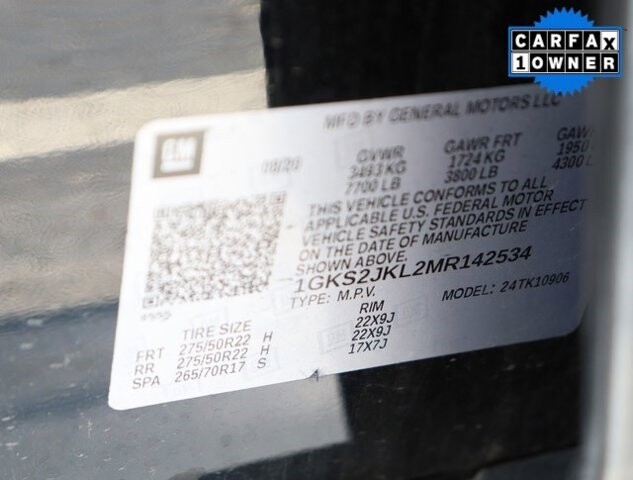 CARFAX
1 OWNER
MFD BY GENERAL MOTORS LLC
GM
09/20
GVWR GAWR FRT
3493 KG 1724 KG 1950
7700 LB 3800 LB 4300
THIS VEHICLE CONFORMS TO ALL
APPLICABLE U.S. FEDERAL MOTOR
VEHICLE SAFETY STANDARDS IN EFFECT
ON THE DATE OF MANUFACTURE
SHOWN ABOVE.
1GKS2JKL2MR142534
TYPE: M.P.V. MODEL: 24TK10906
TIRE SIZE RIM
FRT 275/50R22 H 22X9J
RR 275/50R22 H 22X9J
SPA 265/70R17 S 17X7J